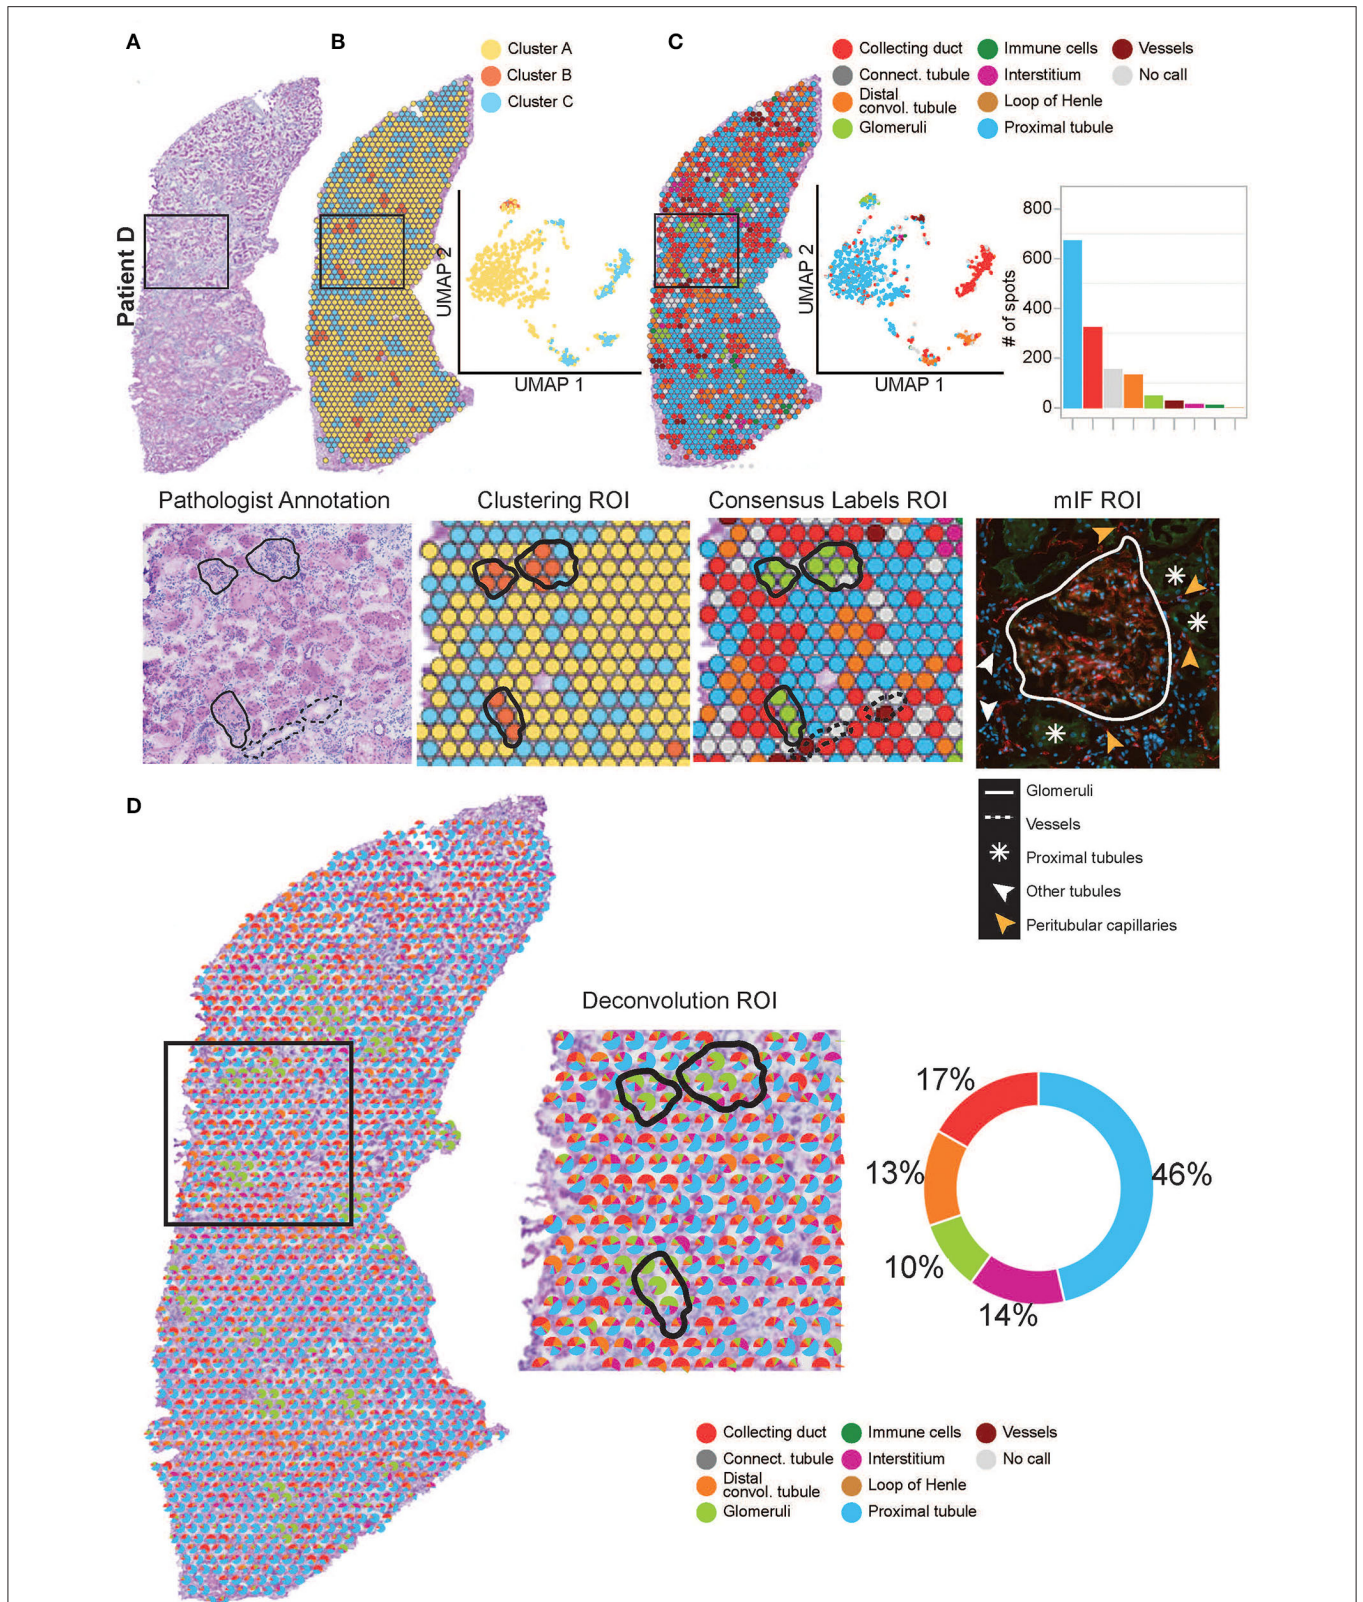 A
B
C
Cluster A
Cluster B
Cluster C
Collecting duct
Connect. tubule
Distal
convol. tubule
Glomeruli
Immune cells
Interstitium
Loop of Henle
Proximal tubule
Vessels
No call
Patient D
UMAP 2
UMAP 1
UMAP 2
UMAP 1
# of spots
800
600
400
200
0
Pathologist Annotation
Clustering ROI
Consensus Labels ROI
mIF ROI
Glomeruli
Vessels
Proximal tubules
Other tubules
Peritubular capillaries
D
Deconvolution ROI
17%
13%
10%
14%
46%
Collecting duct
Connect. tubule
Distal
convol. tubule
Glomeruli
Immune cells
Interstitium
Loop of Henle
Proximal tubule
Vessels
No call